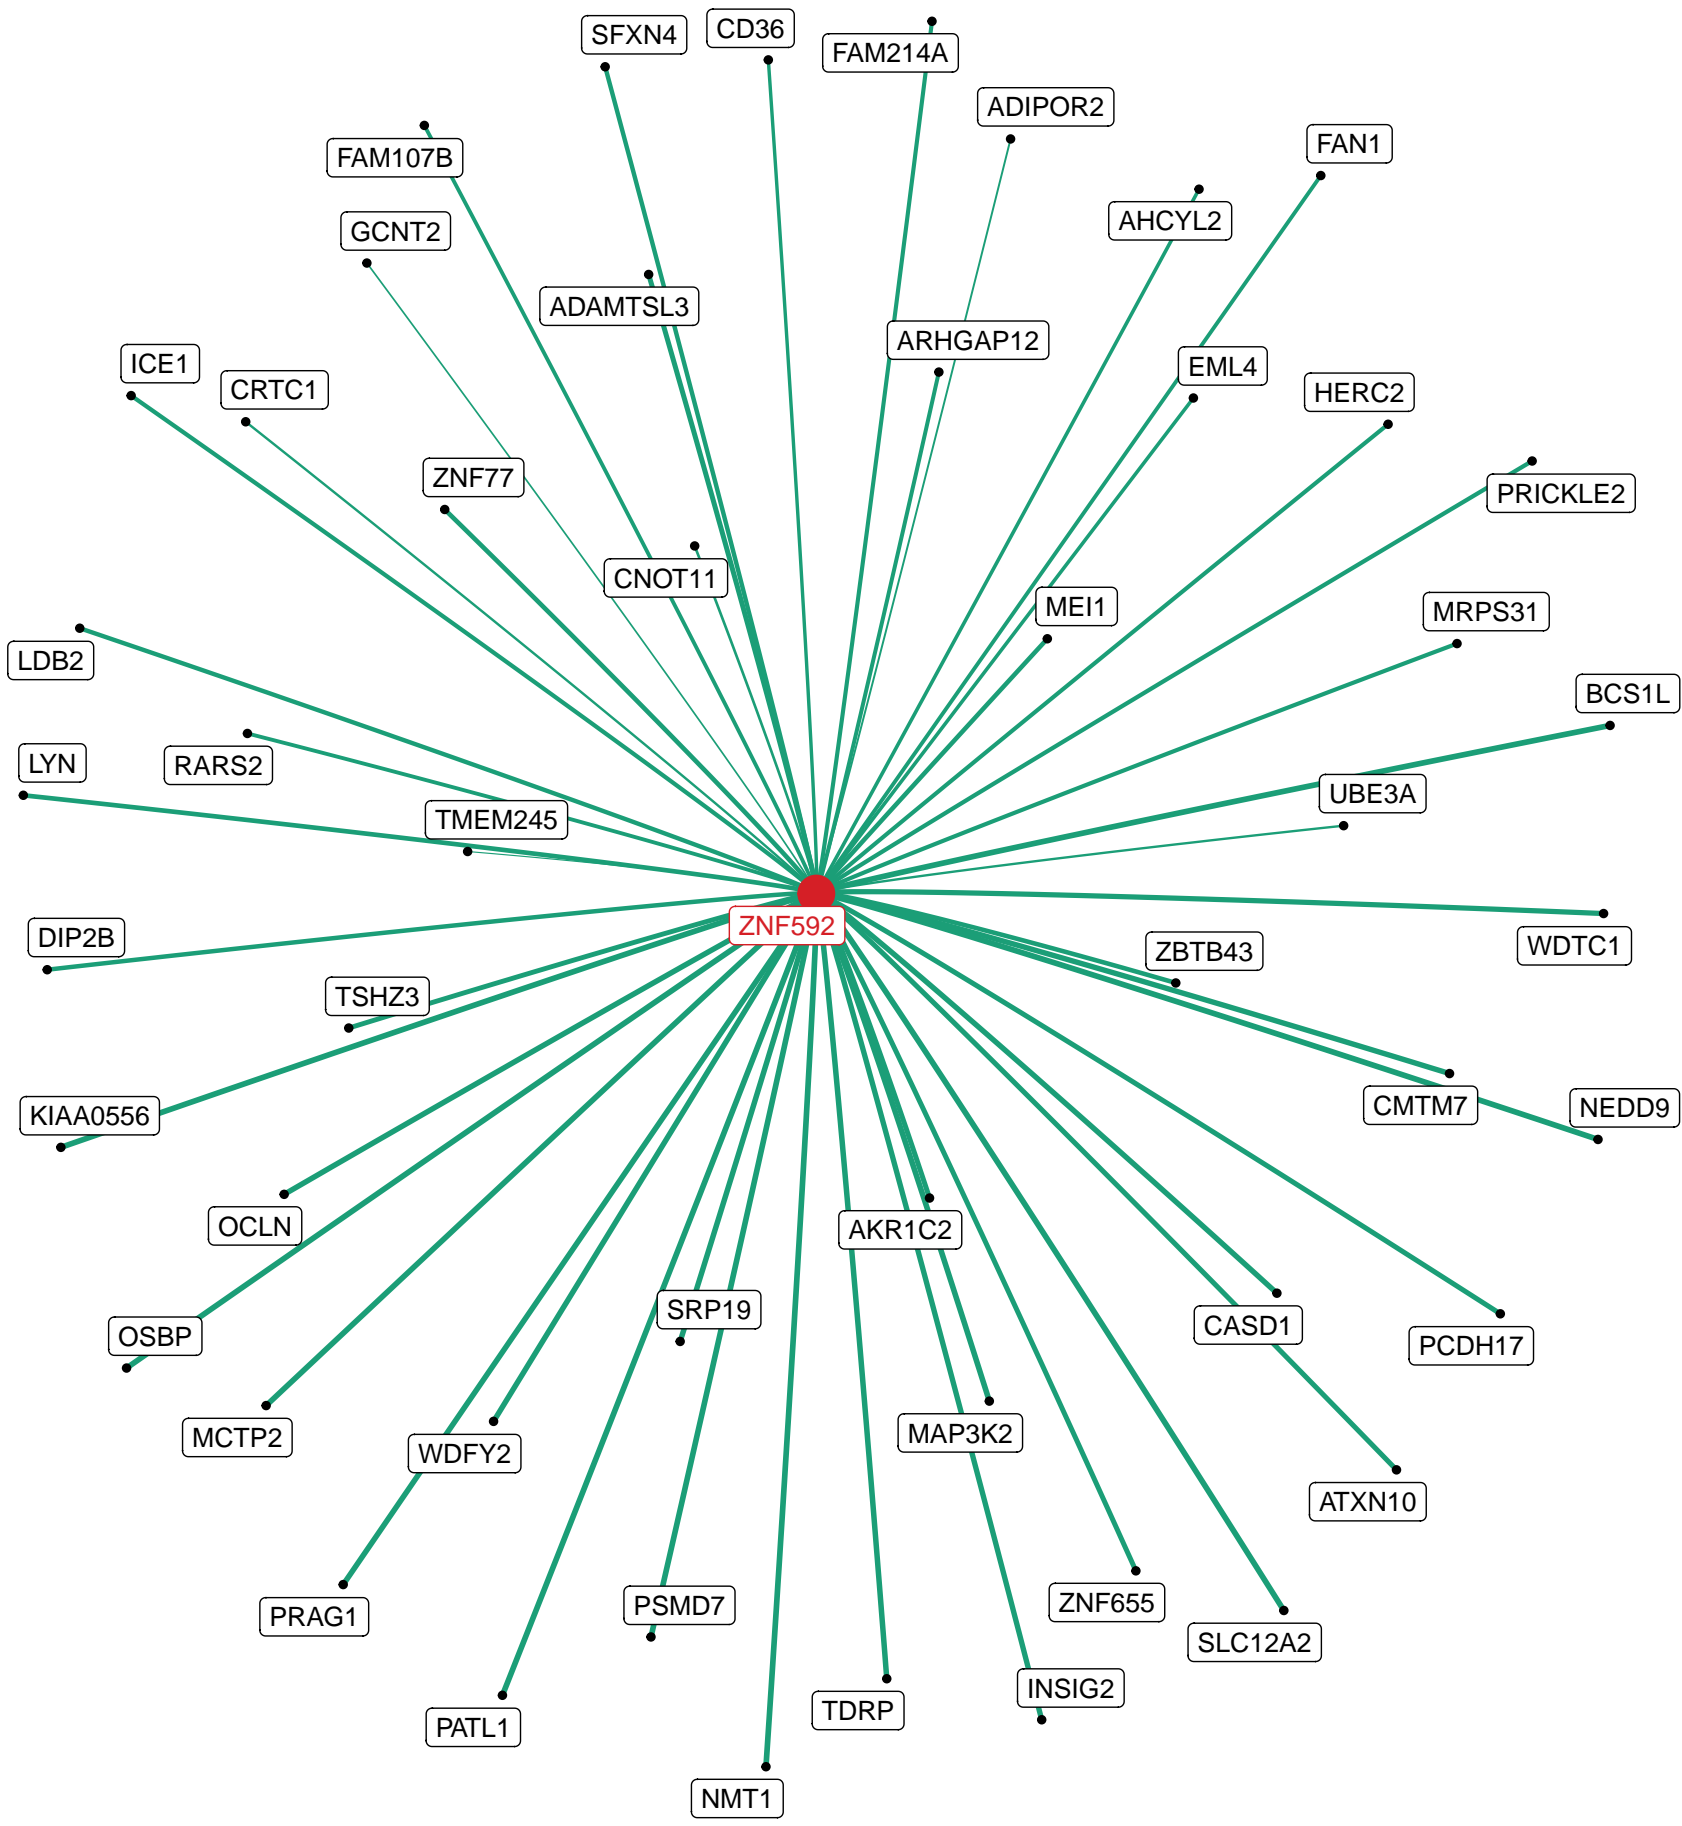 CD36
SFXN4
FAM214A
ADIPOR2
FAN1
FAM107B
AHCYL2
GCNT2
ADAMTSL3
ARHGAP12
ICE1
EML4
CRTC1
HERC2
ZNF77
PRICKLE2
CNOT11
MEI1
MRPS31
LDB2
BCS1L
LYN
RARS2
UBE3A
TMEM245
ZNF592
DIP2B
WDTC1
ZBTB43
TSHZ3
CMTM7
NEDD9
KIAA0556
OCLN
AKR1C2
SRP19
CASD1
OSBP
PCDH17
MAP3K2
MCTP2
WDFY2
ATXN10
ZNF655
PSMD7
PRAG1
SLC12A2
INSIG2
TDRP
PATL1
NMT1